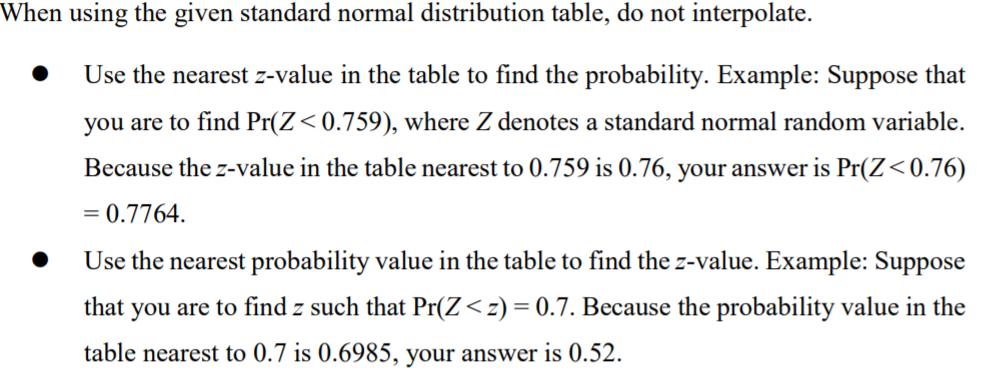 When using the given standard normal distribution table, do not interpolate.
● Use the nearest z-value in the table to find the probability. Example: Suppose that
you are to find Pr(Z < 0.759), where Z denotes a standard normal random variable.
Because the z-value in the table nearest to 0.759 is 0.76, your answer is Pr(Z < 0.76)
= 0.7764.
● Use the nearest probability value in the table to find the z-value. Example: Suppose
that you are to find z such that Pr(Z < z) = 0.7. Because the probability value in the
table nearest to 0.7 is 0.6985, your answer is 0.52.